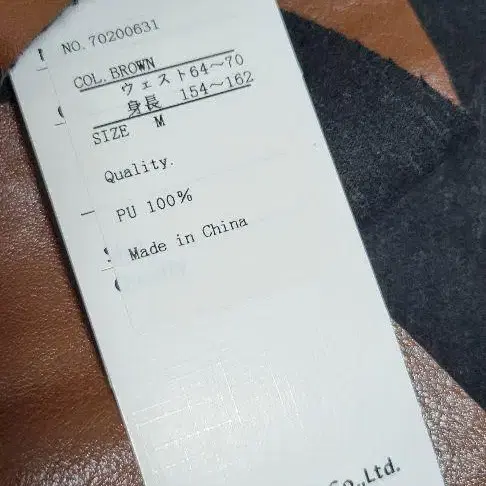 NO. 70200631
COL. BROWN
ウェスト64～70
身長 154～162
SIZE M
Quality.
PU 100%
Made in China
Co.,Ltd.